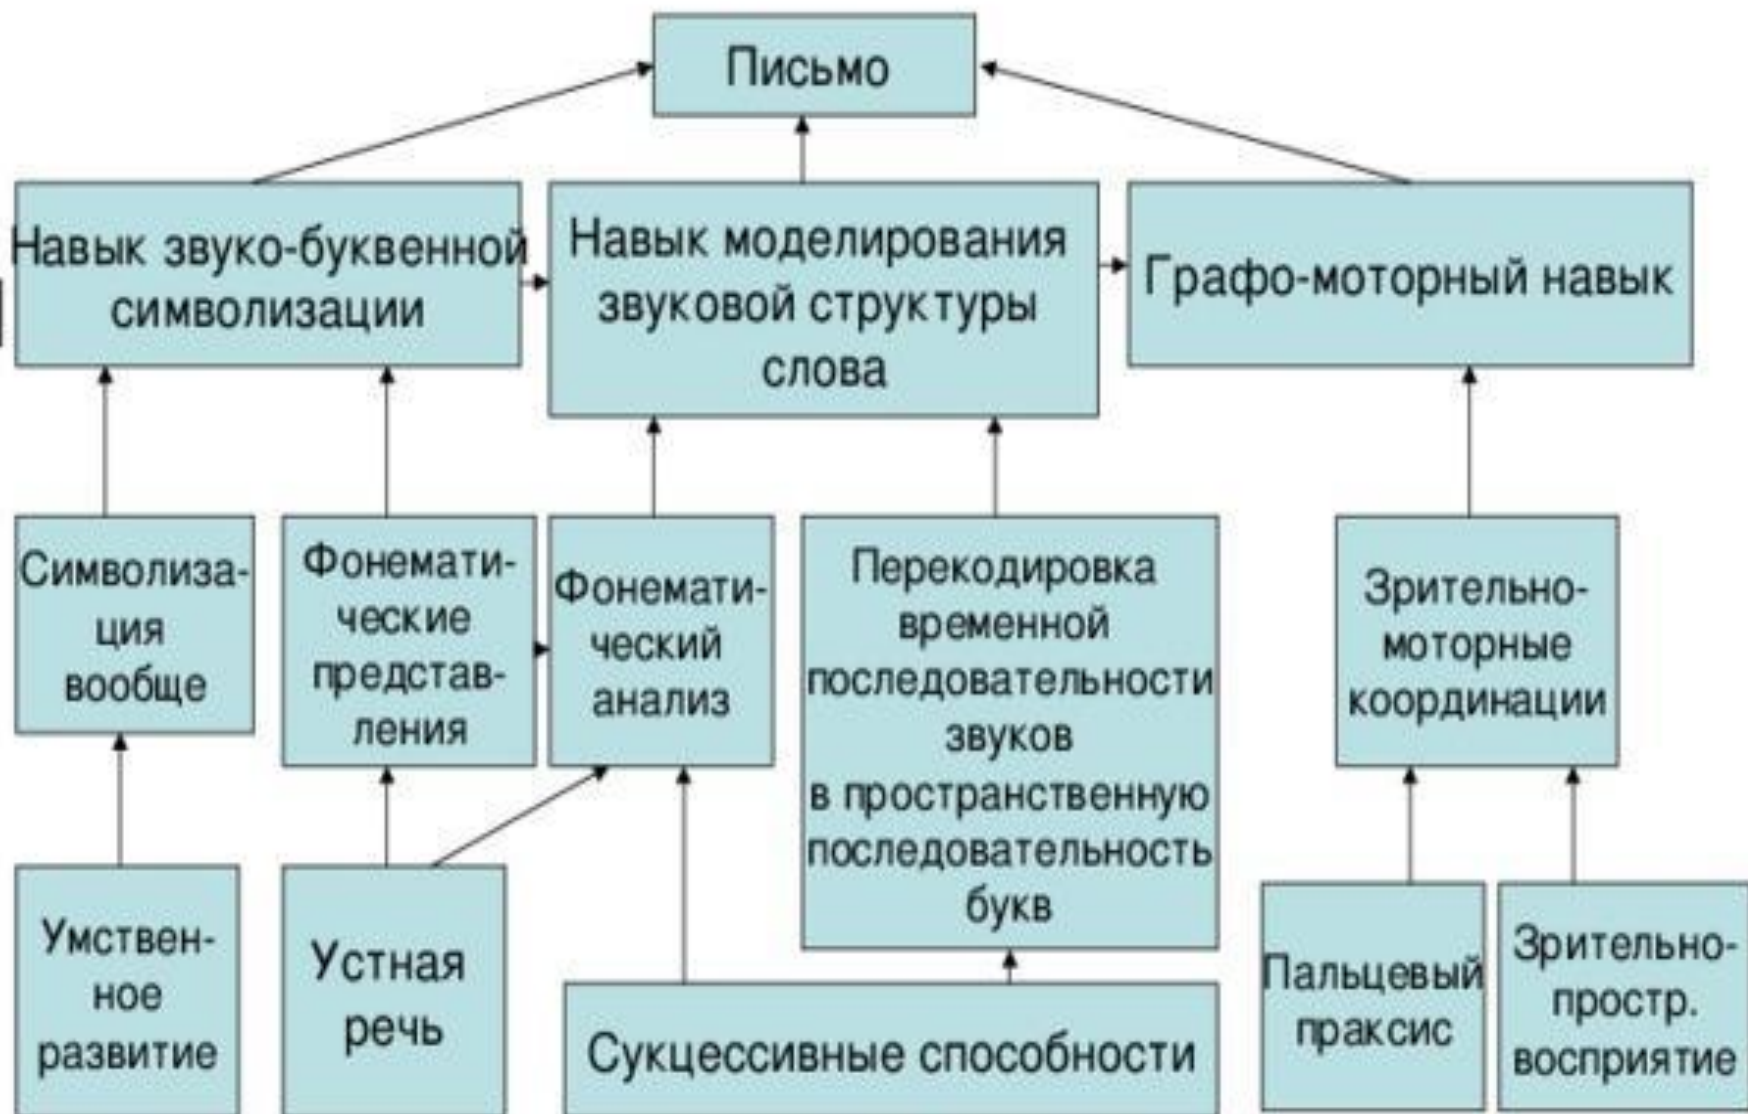 Письмо
Навык звуко-буквенной
символизации
Навык моделирования
звуковой структуры
слова
Графо-моторный навык
Символиза-
ция
вообще
Фонемати-
ческие
представ-
ления
Фонемати-
ческий
анализ
Перекодировка
временной
последовательности
звуков
в пространственную
последовательность
букв
Зрительно-
моторные
координации
Умствен-
ное
развитие
Устная
речь
Сукцессивные способности
Пальцевый
праксис
Зрительно-
простр.
восприятие